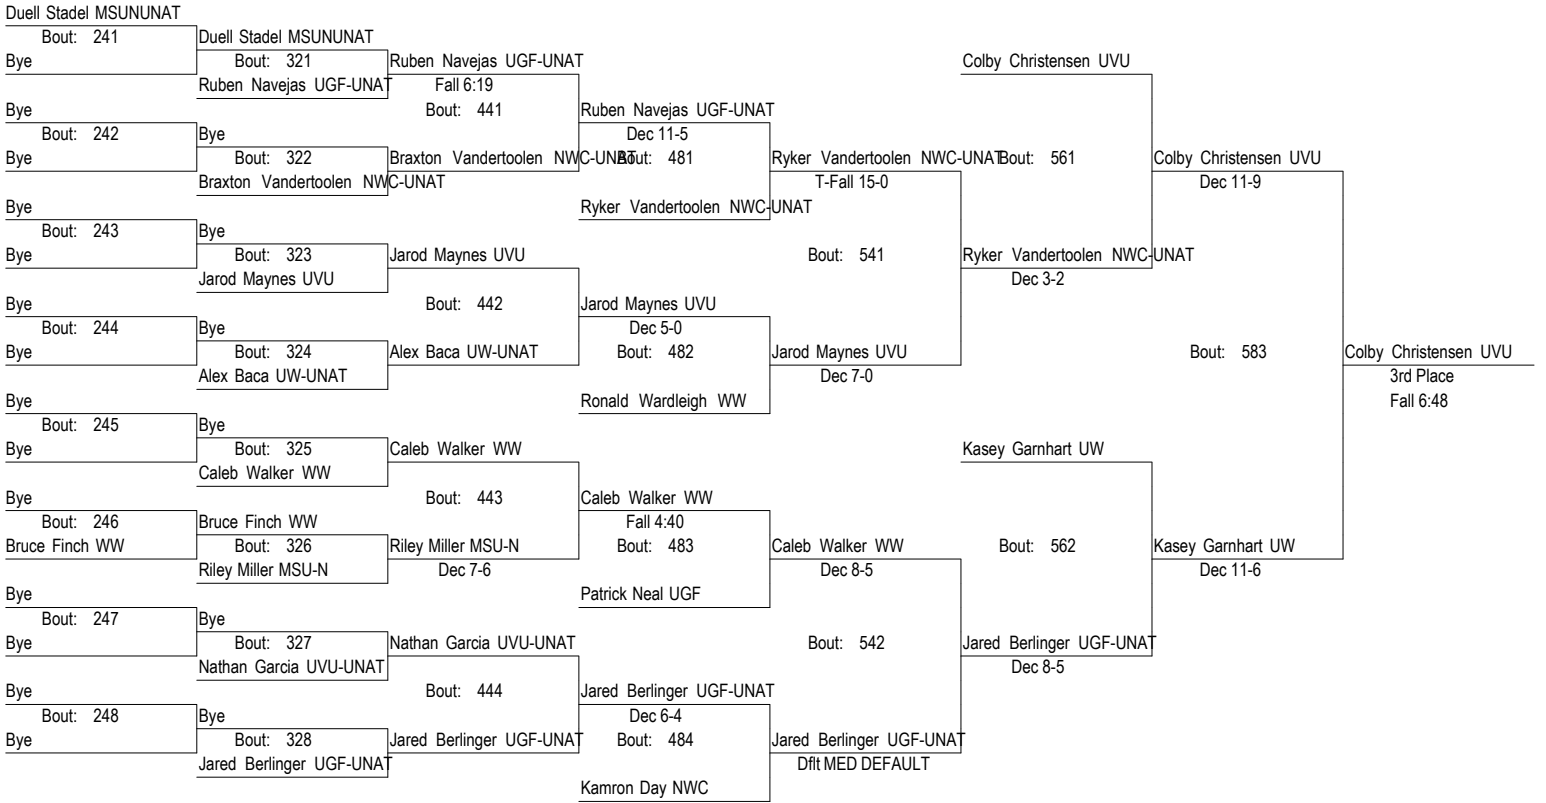 Duell Stadel MSUNUNAT
Bout: 241
Bye
Bye
Bout: 242
Bye
Bye
Bout: 243
Bye
Bye
Bout: 244
Bye
Bye
Bout: 245
Bye
Bye
Bout: 246
Bruce Finch WW
Bye
Bout: 247
Bye
Bye
Bout: 248
Bye
Duell Stadel MSUNUNAT
Bout: 321
Ruben Navejas UGF-UNAT
Bye
Bout: 322
Braxton Vandertoolen NWC-UNAT
Bye
Bout: 323
Jarod Maynes UVU
Bye
Bout: 324
Alex Baca UW-UNAT
Bye
Bout: 325
Caleb Walker WW
Bruce Finch WW
Bout: 326
Riley Miller MSU-N
Bye
Bout: 327
Nathan Garcia UVU-UNAT
Bye
Bout: 328
Jared Berlinger UGF-UNAT
Ruben Navejas UGF-UNAT
Fall 6:19
Bout: 441
Braxton Vandertoolen NWC-UNAT
Jarod Maynes UVU
Bout: 442
Alex Baca UW-UNAT
Caleb Walker WW
Bout: 443
Riley Miller MSU-N
Dec 7-6
Nathan Garcia UVU-UNAT
Bout: 444
Jared Berlinger UGF-UNAT
Ruben Navejas UGF-UNAT
Dec 11-5
Bout: 481
Ryker Vandertoolen NWC-UNAT
Jarod Maynes UVU
Dec 5-0
Bout: 482
Ronald Wardleigh WW
Caleb Walker WW
Fall 4:40
Bout: 483
Patrick Neal UGF
Jared Berlinger UGF-UNAT
Dec 6-4
Bout: 484
Kamron Day NWC
Ryker Vandertoolen NWC-UNAT
T-Fall 15-0
Bout: 541
Jarod Maynes UVU
Dec 7-0
Caleb Walker WW
Dec 8-5
Bout: 542
Jared Berlinger UGF-UNAT
Dflt MED DEFAULT
Colby Christensen UVU
Bout: 561
Ryker Vandertoolen NWC-UNAT
Dec 3-2
Kasey Garnhart UW
Bout: 562
Jared Berlinger UGF-UNAT
Dec 8-5
Colby Christensen UVU
Dec 11-9
Bout: 583
Kasey Garnhart UW
Dec 11-6
Colby Christensen UVU
3rd Place
Fall 6:48